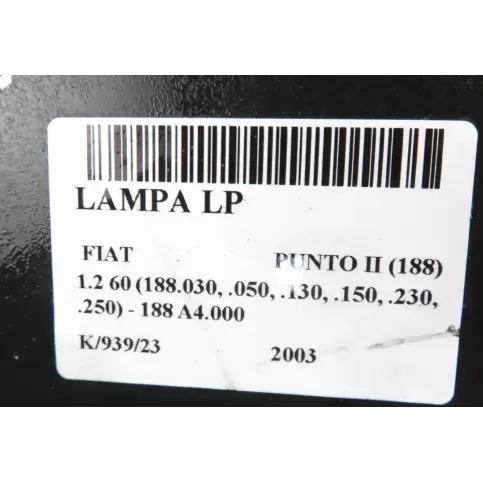 LAMPA LP
FIAT PUNTO II (188)
1.2 60 (188.030, .050, .130, .150, .230,
.250) - 188 A4.000
K/939/23 2003